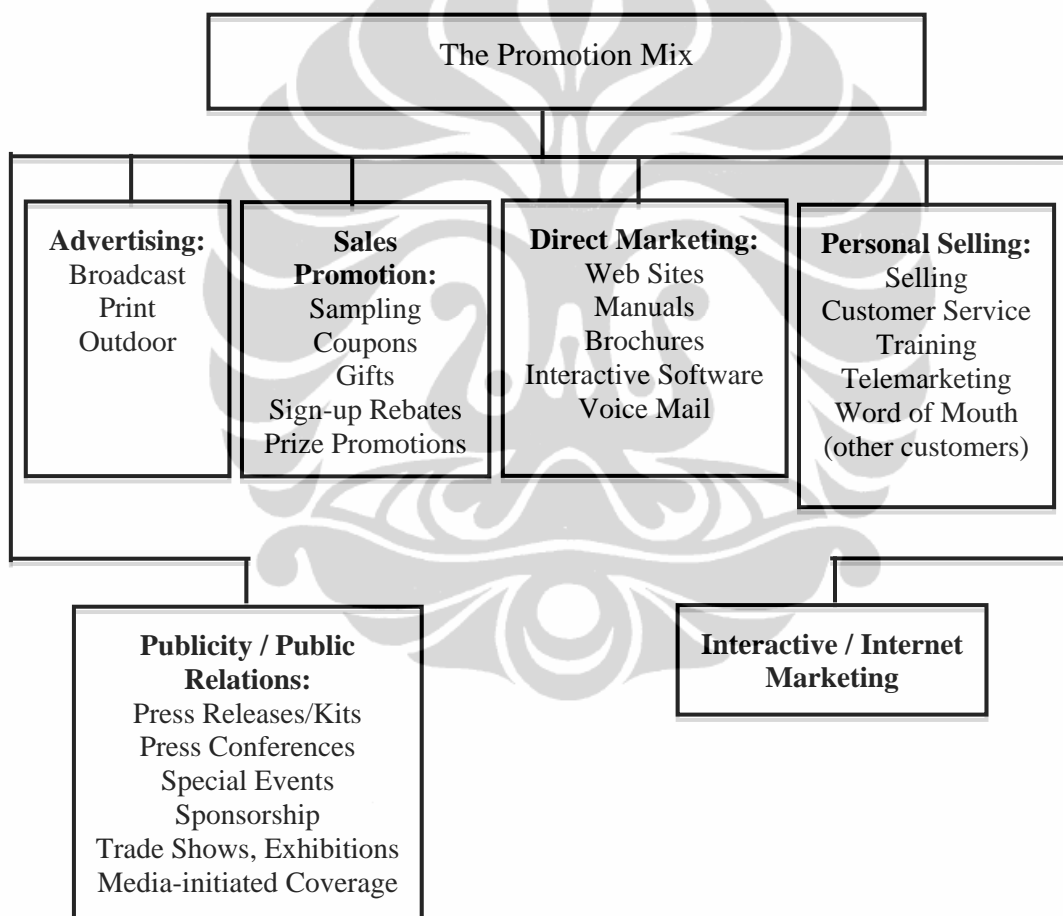 The Promotion Mix
Advertising:
Broadcast
Print
Outdoor
Sales
Promotion:
Sampling
Coupons
Gifts
Sign-up Rebates
Prize Promotions
Direct Marketing:
Web Sites
Manuals
Brochures
Interactive Software
Voice Mail
Personal Selling:
Selling
Customer Service
Training
Telemarketing
Word of Mouth
(other customers)
Publicity / Public
Relations:
Press Releases/Kits
Press Conferences
Special Events
Sponsorship
Trade Shows, Exhibitions
Media-initiated Coverage
Interactive / Internet
Marketing